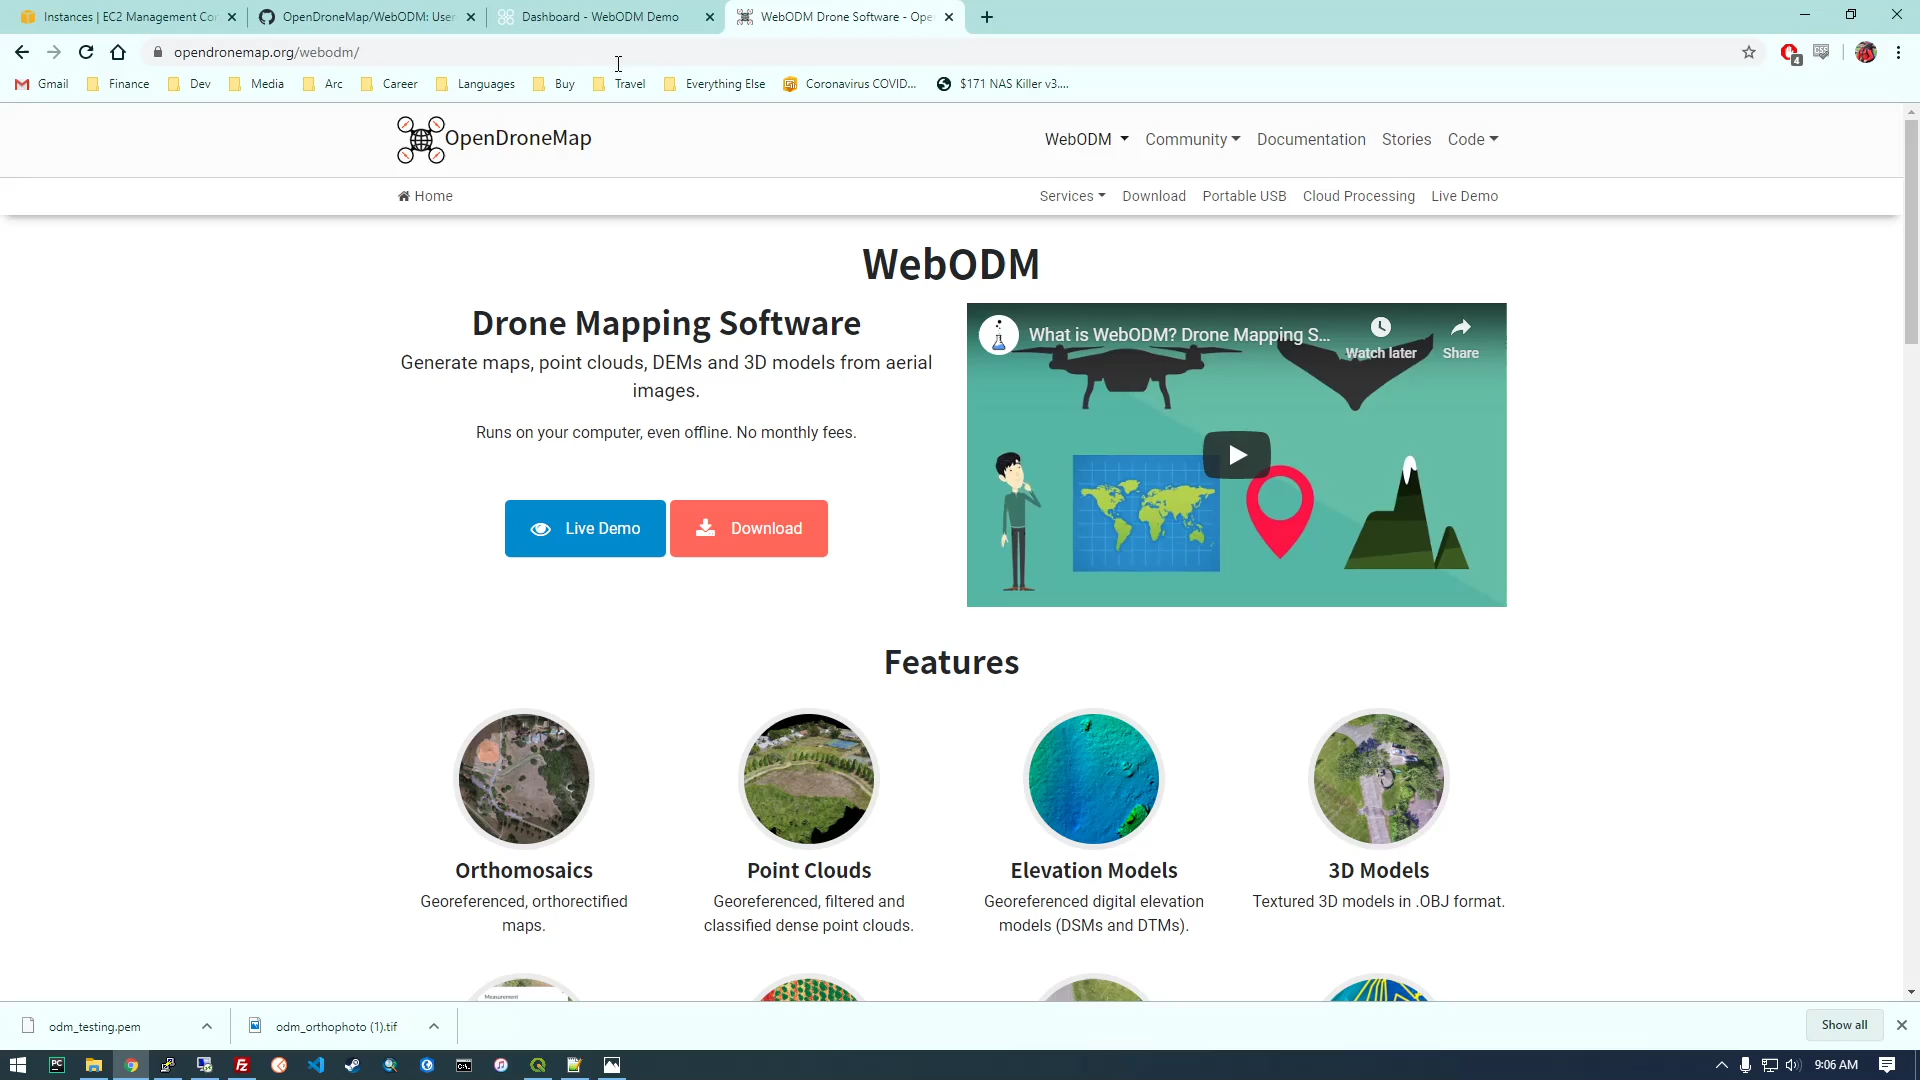 Instances | EC2 Management Con
OpenDroneMap/WebODM: User
Dashboard - WebODM Demo
WebODM Drone Software - Ope
opendronemap.org/webodm/
4
Gmail
Finance
Dev
Media
Arc
Career
Languages
Buy
Travel
Everything Else
Coronavirus COVID...
$171 NAS Killer v3....
OpenDroneMap
WebODM
Community
Documentation
Stories
Code
Home
Services
Download
Portable USB
Cloud Processing
Live Demo
WebODM
Drone Mapping Software
Generate maps, point clouds, DEMs and 3D models from aerial
images.
Runs on your computer, even offline. No monthly fees.
Live Demo
Download
What is WebODM? Drone Mapping S...
Watch later
Share
Features
Orthomosaics
Georeferenced, orthorectified
maps.
Point Clouds
Georeferenced, filtered and
classified dense point clouds.
Elevation Models
Georeferenced digital elevation
models (DSMs and DTMs).
3D Models
Textured 3D models in .OBJ format.
Measurement
odm_testing.pem
odm_orthophoto (1).tif
Show all
9:06 AM